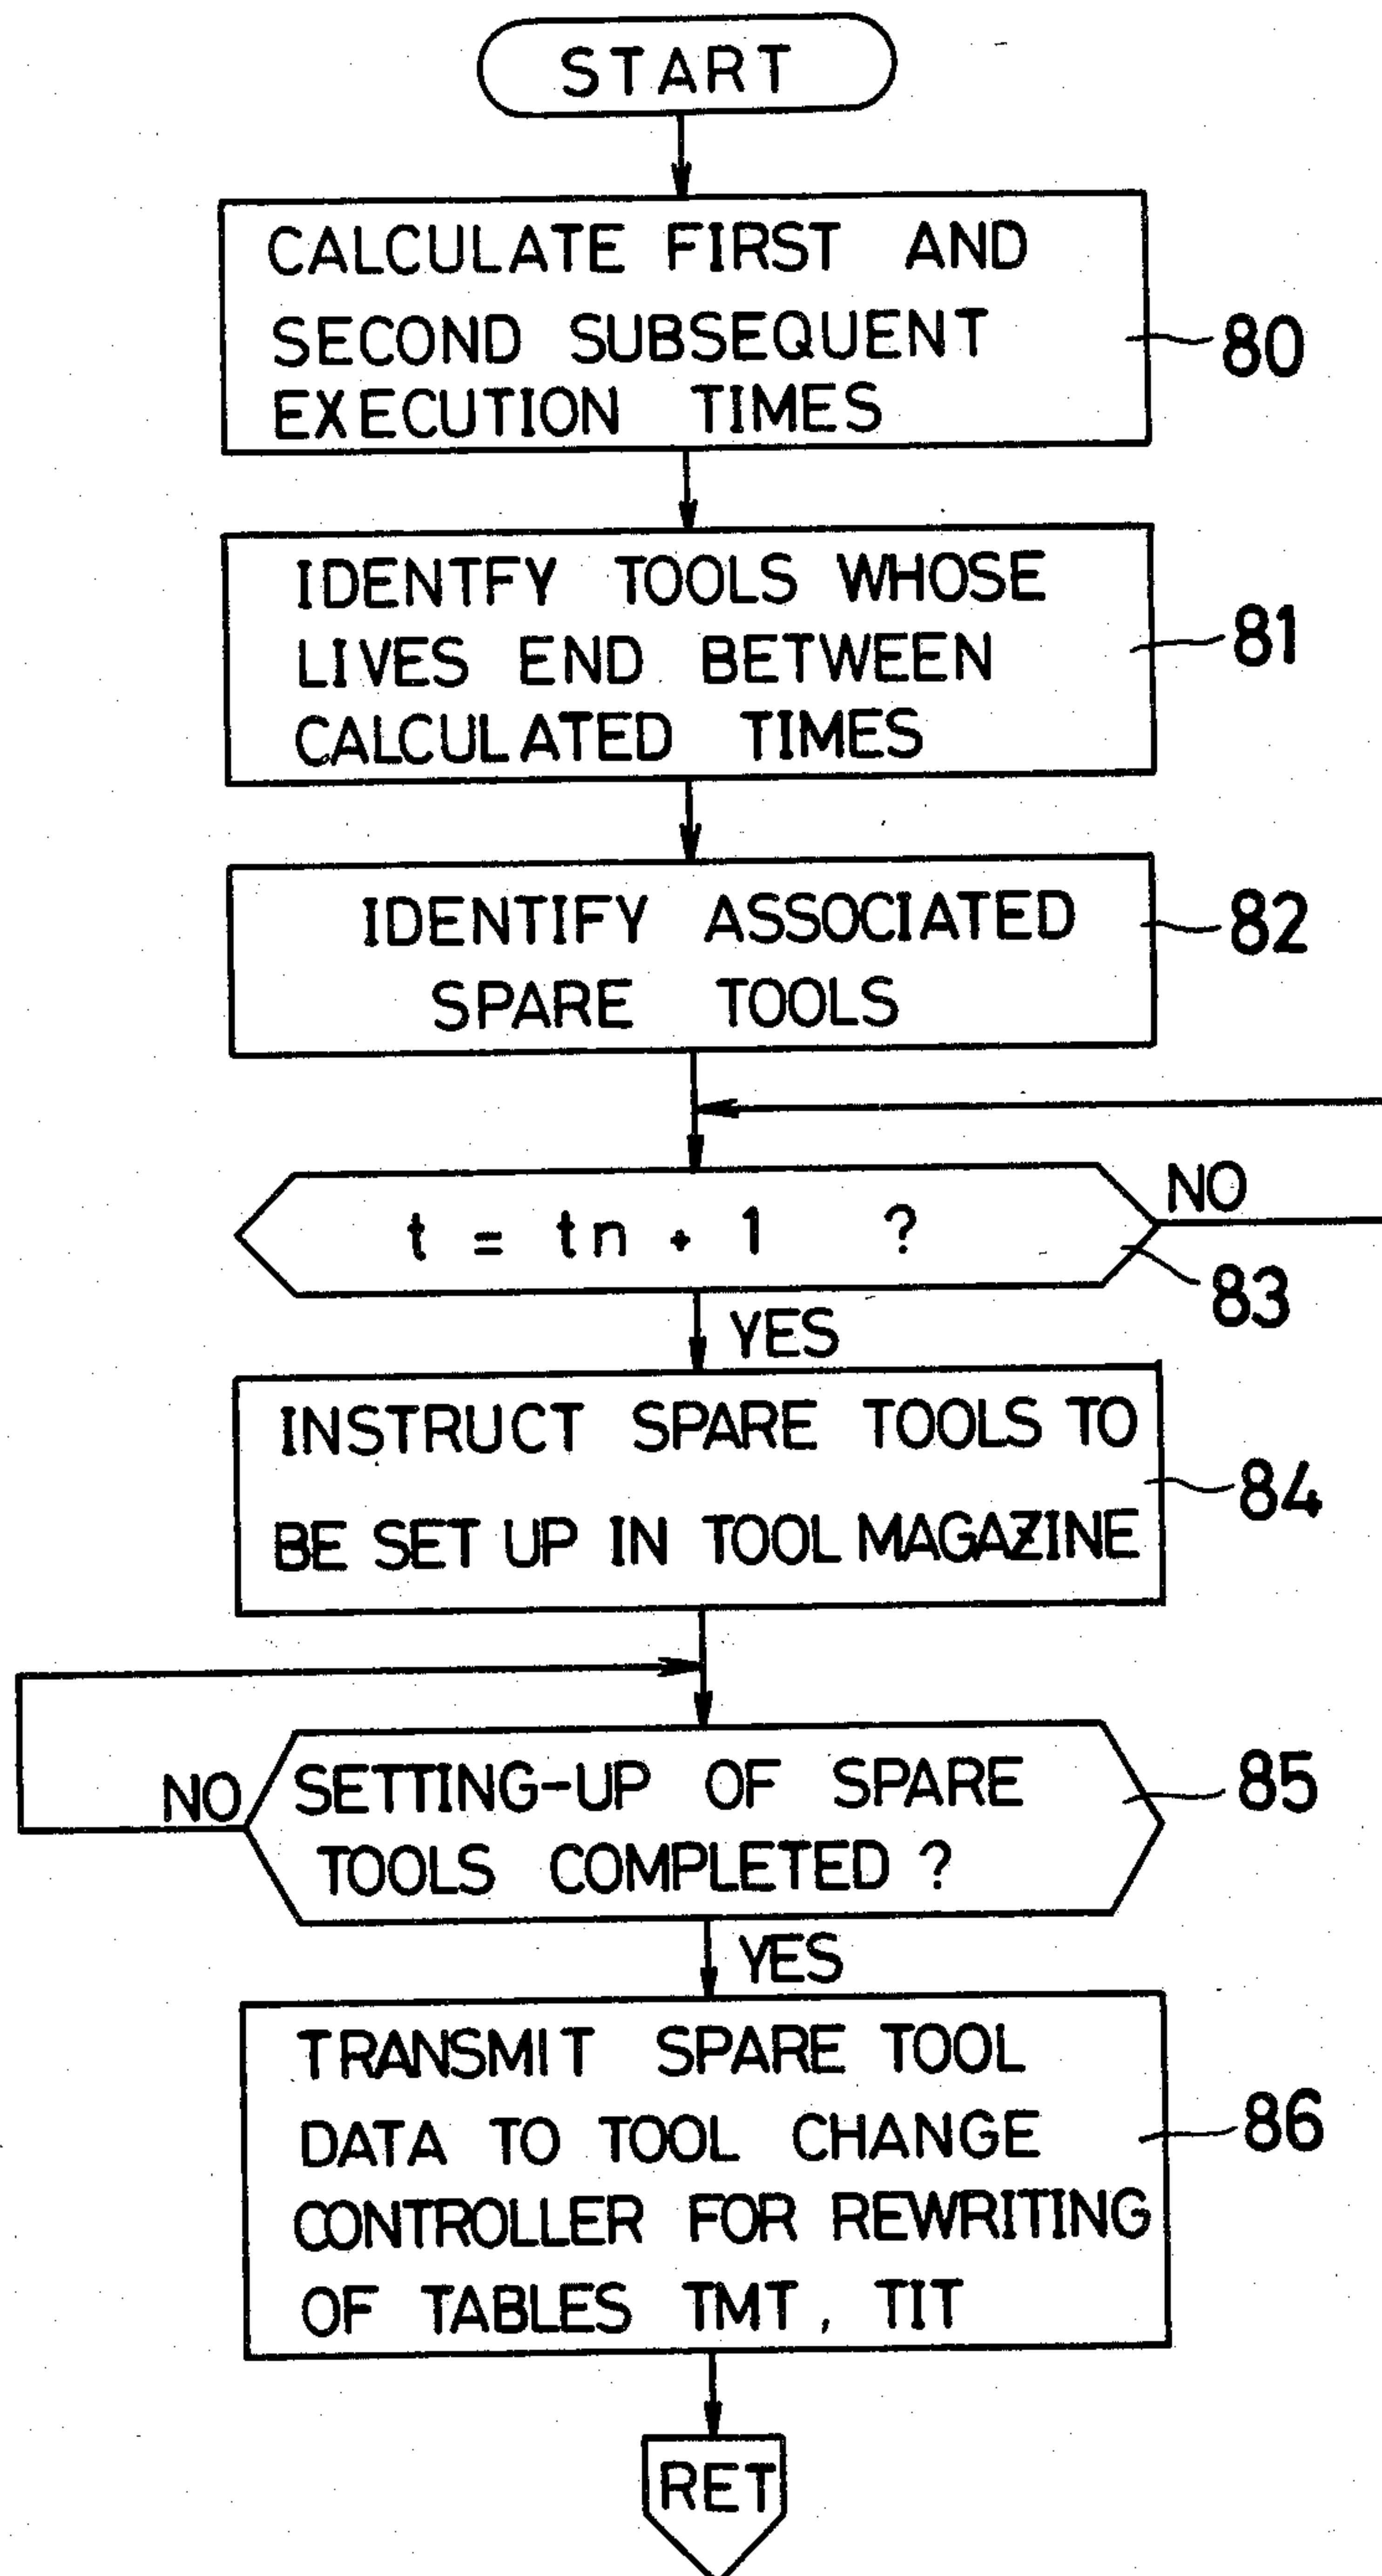 START
CALCULATE FIRST AND
SECOND SUBSEQUENT
EXECUTION TIMES
80
IDENTFY TOOLS WHOSE
LIVES END BETWEEN
CALCULATED TIMES
81
IDENTIFY ASSOCIATED
SPARE TOOLS
82
t = tn + 1 ?
NO
83
YES
INSTRUCT SPARE TOOLS TO
BE SET UP IN TOOL MAGAZINE
84
NO
SETTING-UP OF SPARE
TOOLS COMPLETED ?
85
YES
TRANSMIT SPARE TOOL
DATA TO TOOL CHANGE
CONTROLLER FOR REWRITING
OF TABLES TMT, TIT
86
RET